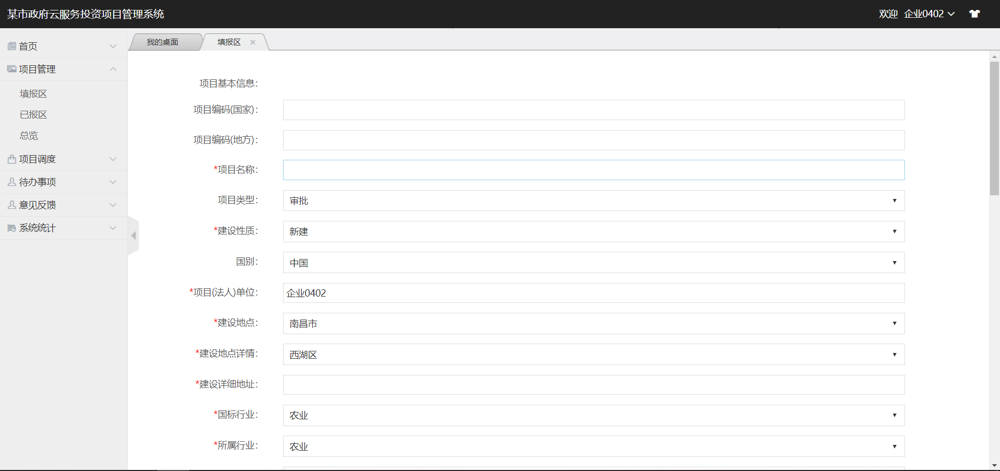 某市政府云服务投资项目管理系统
欢迎 企业0402
首页
项目管理
填报区
已报区
总览
项目调度
待办事项
意见反馈
系统统计
我的桌面
填报区
项目基本信息:
项目编码(国家):
项目编码(地方):
*项目名称:
项目类型: 审批
*建设性质: 新建
国别: 中国
*项目(法人)单位: 企业0402
*建设地点: 南昌市
*建设地点详情: 西湖区
*建设详细地址:
*国标行业: 农业
*所属行业: 农业